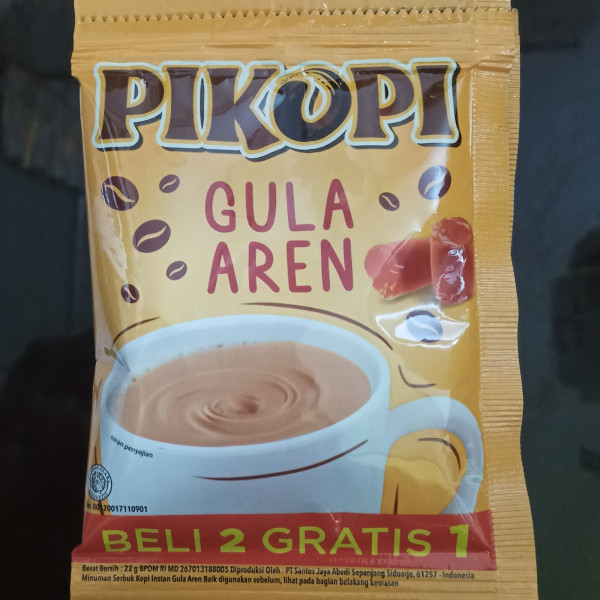 PIKOPI
GULA
AREN
saran penyajian
00120017110901
BELI 2 GRATIS 1
Berat Bersih : 22 g BPOM RI MD 267013188005 Diproduksi Oleh : PT Santos Jaya Abadi Sepanjang Sidoarjo, 61257 - Indonesia
Minuman Serbuk Kopi Instan Gula Aren Baik digunakan sebelum, lihat pada bagian belakang kemasan